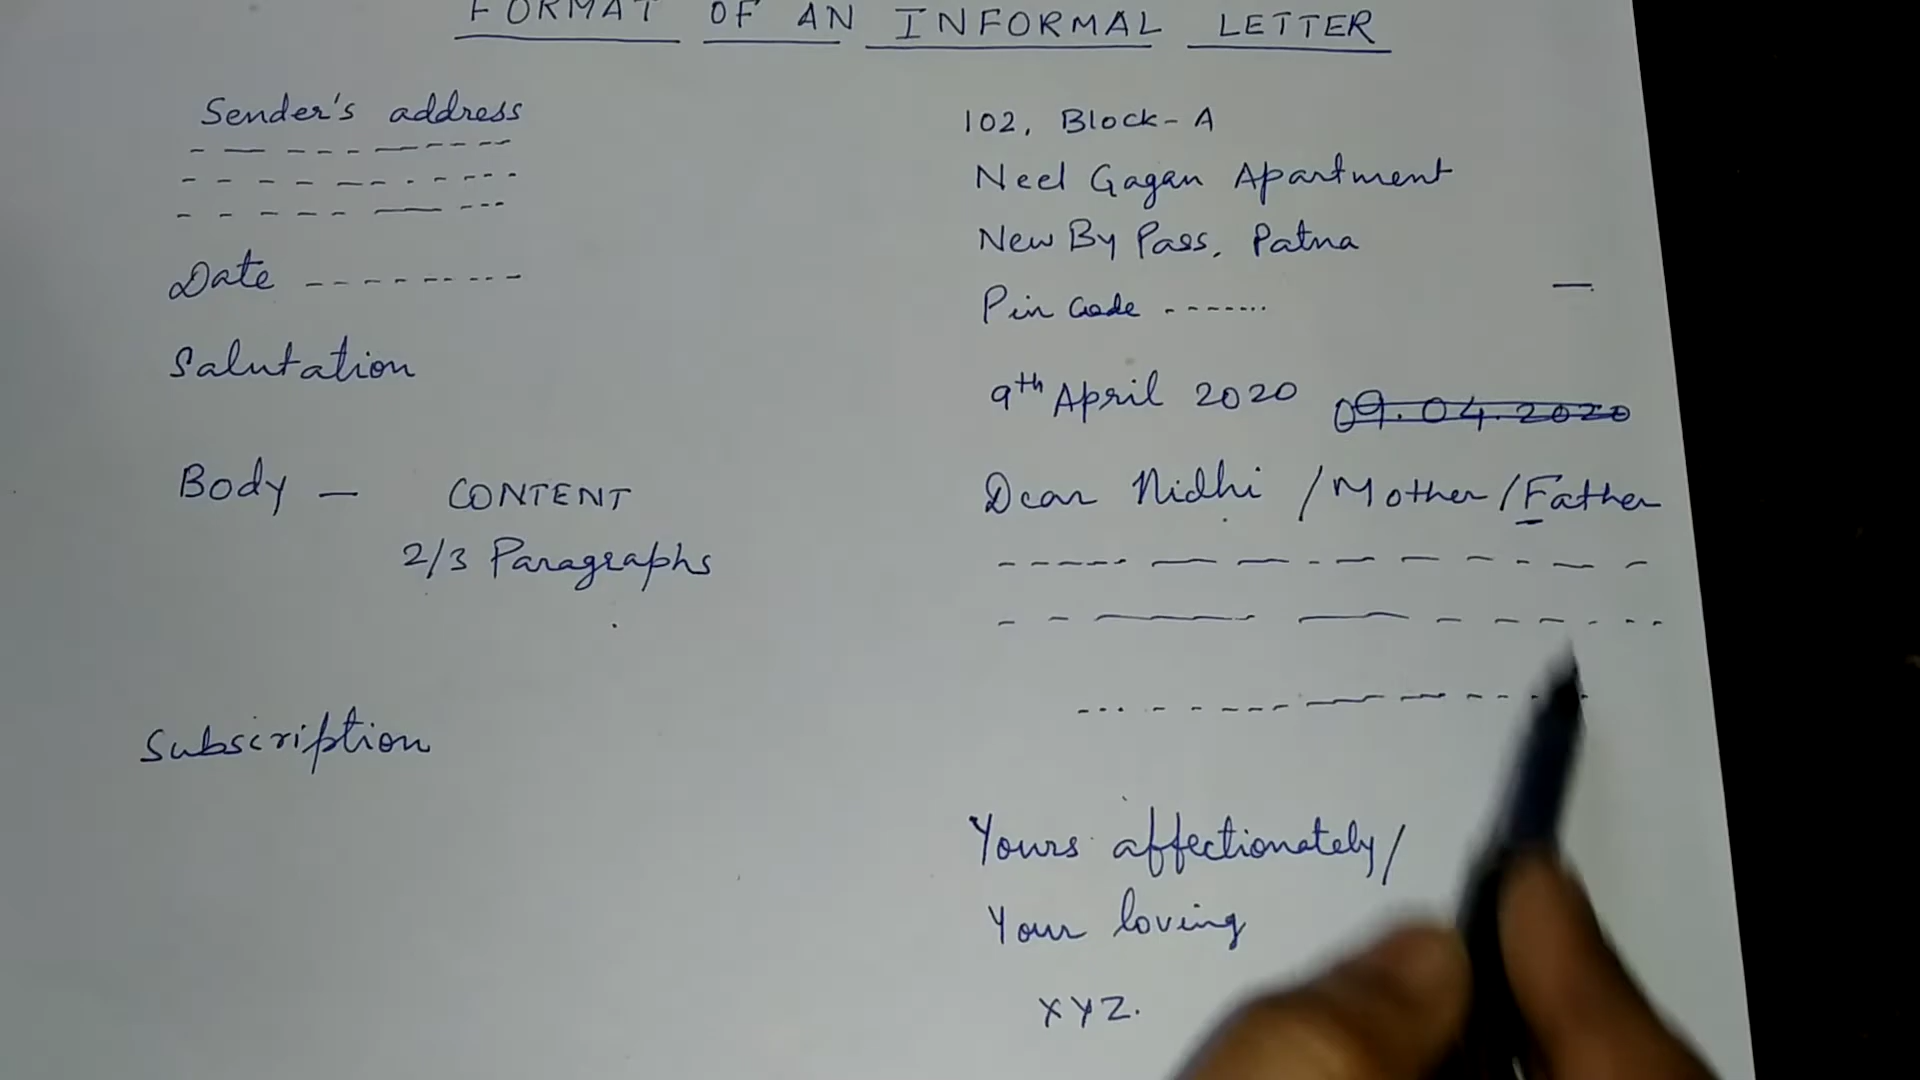 FORMAT OF AN INFORMAL LETTER
Sender's address
Date ----------
Salutation
Body — CONTENT
2/3 Paragraphs
Subscription
102, Block-A
Neel Gagan Apartment
New By Pass, Patna
Pin Code -------
9th April 2020 09.04.2020
Dear Nidhi /Mother/Father
Yours affectionately/
Your loving
XYZ.